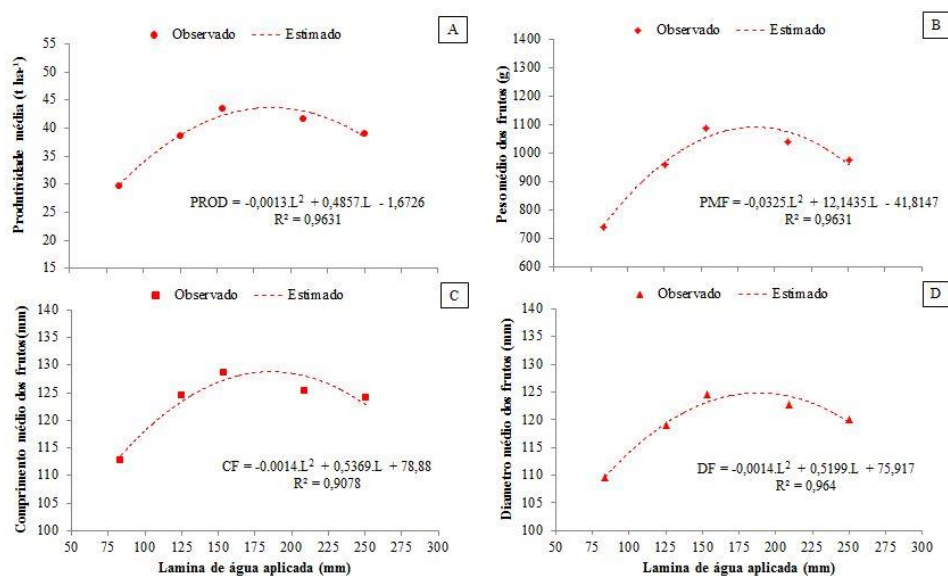 Observado Estimado
A
Produtividade média (t ha-¹)
55
50
45
40
35
30
25
20
15
PROD = -0,0013.L² + 0,4857.L - 1,6726
R² = 0,9631
Observado Estimado
B
Peso médio dos frutos (g)
1400
1300
1200
1100
1000
900
800
700
600
PMF = -0,0325.L² + 12,1435.L - 41,8147
R² = 0,9631
Observado Estimado
C
Comprimento médio dos frutos(mm)
140
135
130
125
120
115
110
105
100
CF = -0.0014.L² + 0,5369.L + 78,88
R² = 0,9078
50 75 100 125 150 175 200 225 250 275 300
Lamina de água aplicada (mm)
Observado Estimado
D
Diametro médio dos frutos (mm)
140
135
130
125
120
115
110
105
100
DF = -0,0014.L² + 0,5199.L + 75,917
R² = 0,964
50 75 100 125 150 175 200 225 250 275 300
Lamina de água aplicada (mm)